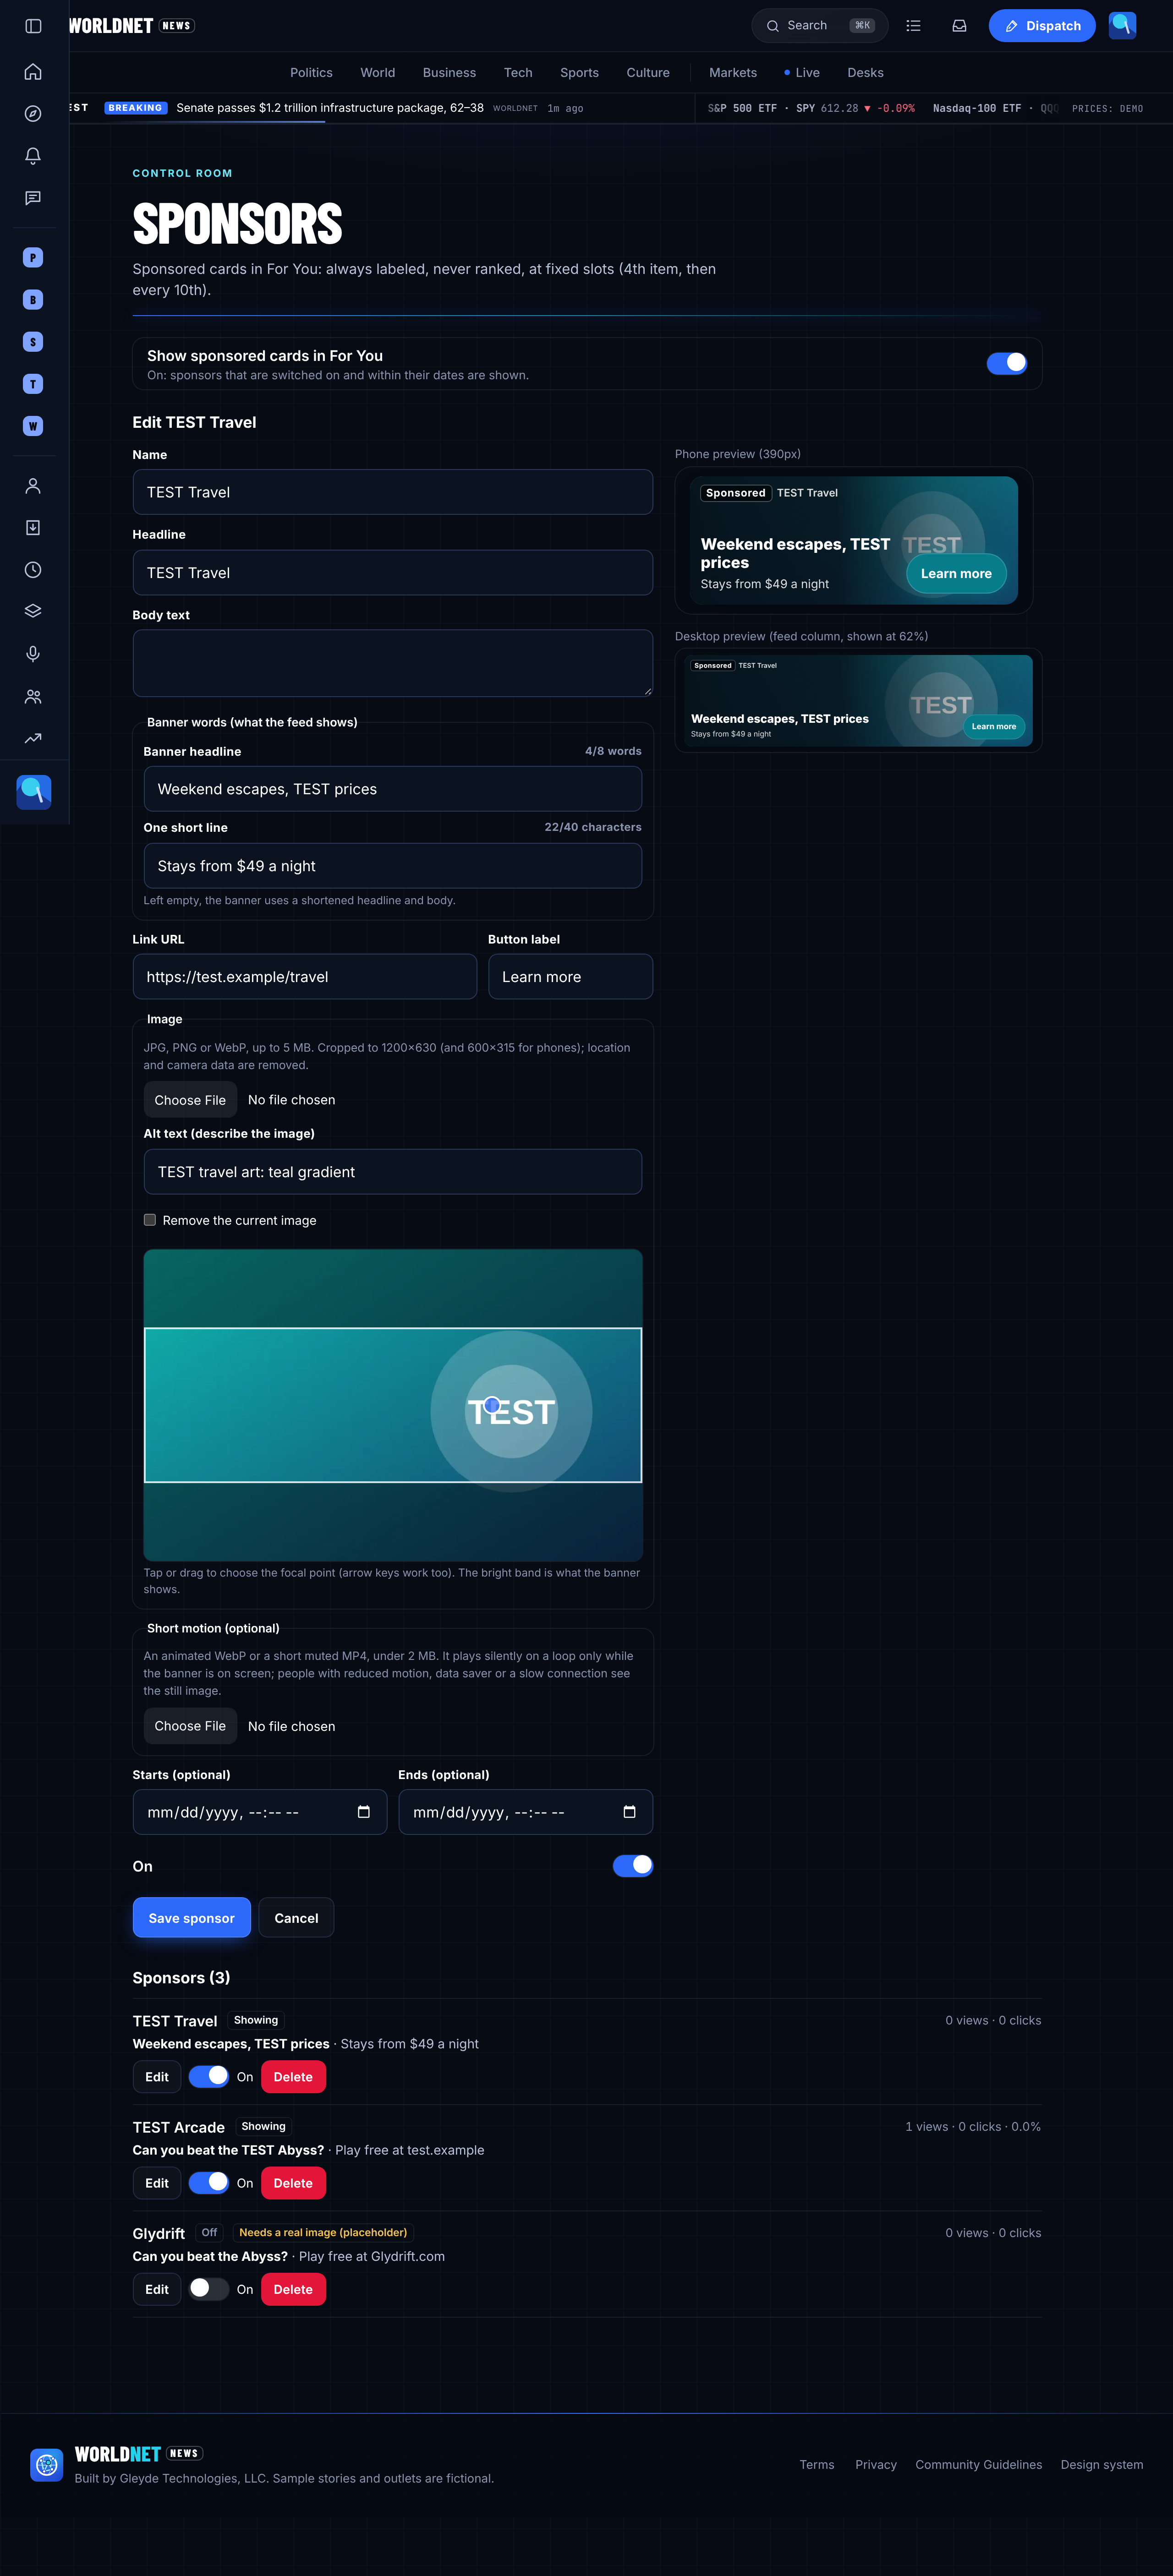 WORLDNET NEWS
Search ⌘K
Dispatch
Politics World Business Tech Sports Culture Markets Live Desks
EST BREAKING Senate passes $1.2 trillion infrastructure package, 62–38 WORLDNET 1m ago
S&P 500 ETF · SPY 612.28 ▼ -0.09% Nasdaq-100 ETF · QQQ PRICES: DEMO
P
B
S
T
W
CONTROL ROOM
SPONSORS
Sponsored cards in For You: always labeled, never ranked, at fixed slots (4th item, then
every 10th).
Show sponsored cards in For You
On: sponsors that are switched on and within their dates are shown.
Edit TEST Travel
Name
TEST Travel
Headline
TEST Travel
Body text
Banner words (what the feed shows)
Banner headline 4/8 words
Weekend escapes, TEST prices
One short line 22/40 characters
Stays from $49 a night
Left empty, the banner uses a shortened headline and body.
Link URL Button label
https://test.example/travel Learn more
Image
JPG, PNG or WebP, up to 5 MB. Cropped to 1200×630 (and 600×315 for phones); location
and camera data are removed.
Choose File No file chosen
Alt text (describe the image)
TEST travel art: teal gradient
Remove the current image
TEST
Tap or drag to choose the focal point (arrow keys work too). The bright band is what the banner
shows.
Short motion (optional)
An animated WebP or a short muted MP4, under 2 MB. It plays silently on a loop only while
the banner is on screen; people with reduced motion, data saver or a slow connection see
the still image.
Choose File No file chosen
Starts (optional) Ends (optional)
mm/dd/yyyy, --:-- -- mm/dd/yyyy, --:-- --
On
Save sponsor Cancel
Phone preview (390px)
Sponsored TEST Travel
TEST
Weekend escapes, TEST
prices
Stays from $49 a night
Learn more
Desktop preview (feed column, shown at 62%)
Sponsored TEST Travel
TEST
Weekend escapes, TEST prices
Stays from $49 a night
Learn more
Sponsors (3)
TEST Travel Showing 0 views · 0 clicks
Weekend escapes, TEST prices · Stays from $49 a night
Edit On Delete
TEST Arcade Showing 1 views · 0 clicks · 0.0%
Can you beat the TEST Abyss? · Play free at test.example
Edit On Delete
Glydrift Off Needs a real image (placeholder) 0 views · 0 clicks
Can you beat the Abyss? · Play free at Glydrift.com
Edit On Delete
WORLDNET NEWS
Built by Gleyde Technologies, LLC. Sample stories and outlets are fictional.
Terms Privacy Community Guidelines Design system